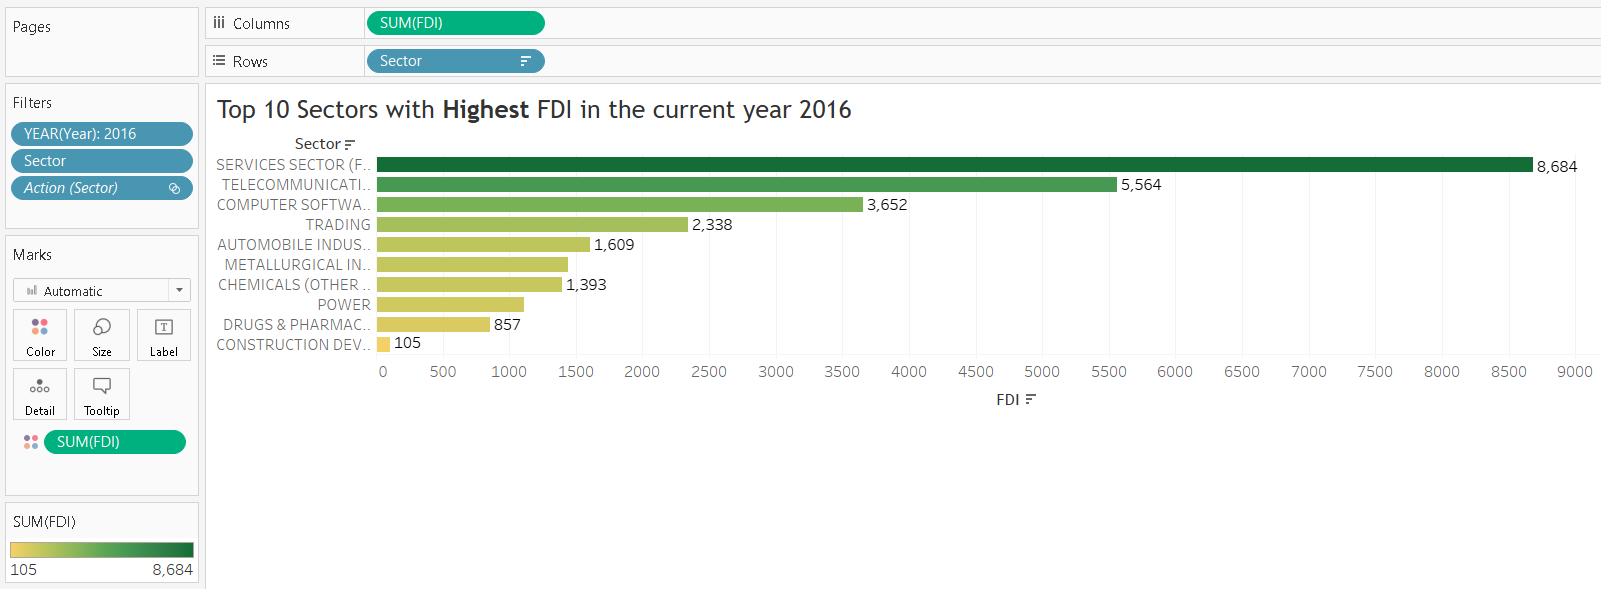 Pages
Columns
SUM(FDI)
Rows
Sector
Filters
YEAR(Year): 2016
Sector
Action (Sector)
Marks
Automatic
Color
Size
Label
Detail
Tooltip
SUM(FDI)
SUM(FDI)
105 8,684
Top 10 Sectors with Highest FDI in the current year 2016
Sector
SERVICES SECTOR (F.. 8,684
TELECOMMUNICATI.. 5,564
COMPUTER SOFTWA.. 3,652
TRADING 2,338
AUTOMOBILE INDUS.. 1,609
METALLURGICAL IN..
CHEMICALS (OTHER .. 1,393
POWER
DRUGS & PHARMAC.. 857
CONSTRUCTION DEV.. 105
0 500 1000 1500 2000 2500 3000 3500 4000 4500 5000 5500 6000 6500 7000 7500 8000 8500 9000
FDI